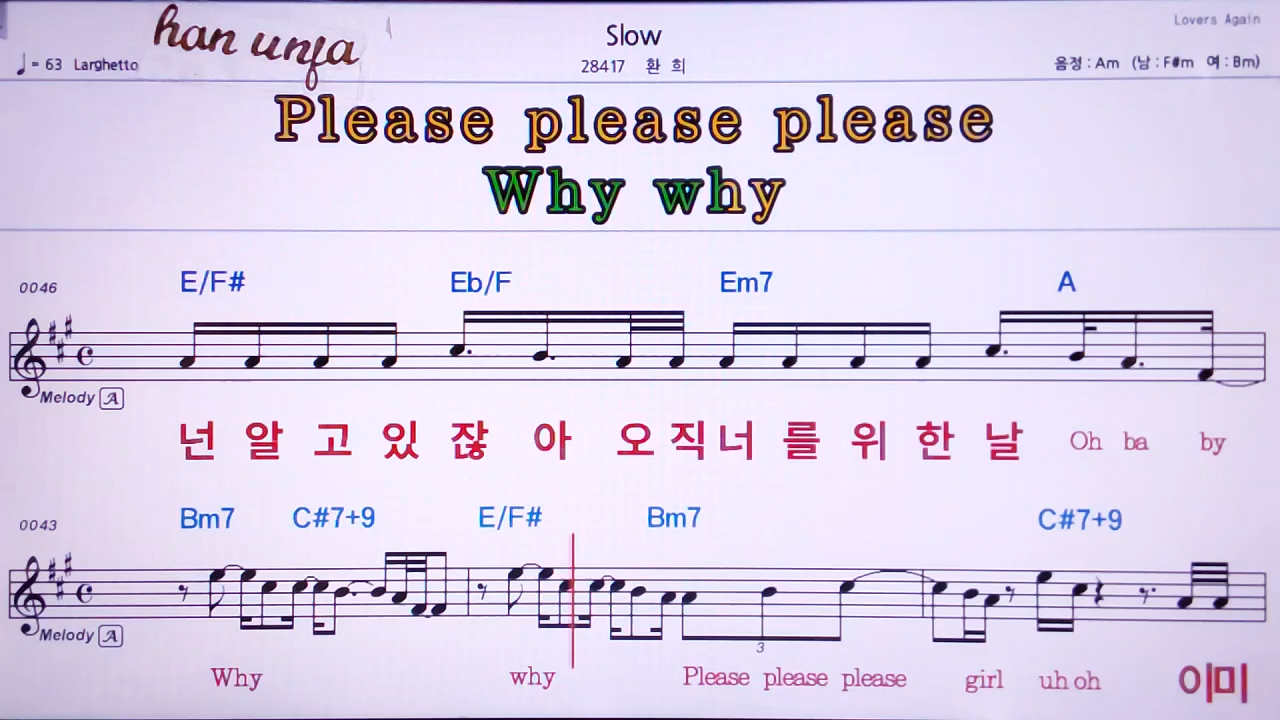 han unfa
Slow
Lovers Again
♩= 63 Larghetto
28417 환 희
음정 : Am (남 : F#m 여 : Bm)
Please please please
Why why
0046 E/F# Eb/F Em7 A
Melody A
넌 알 고 있 잖 아 오 직 너 를 위 한 날 Oh ba by
0043 Bm7 C#7+9 E/F# Bm7 C#7+9
3
Melody A
Why why Please please please girl uh oh 이미